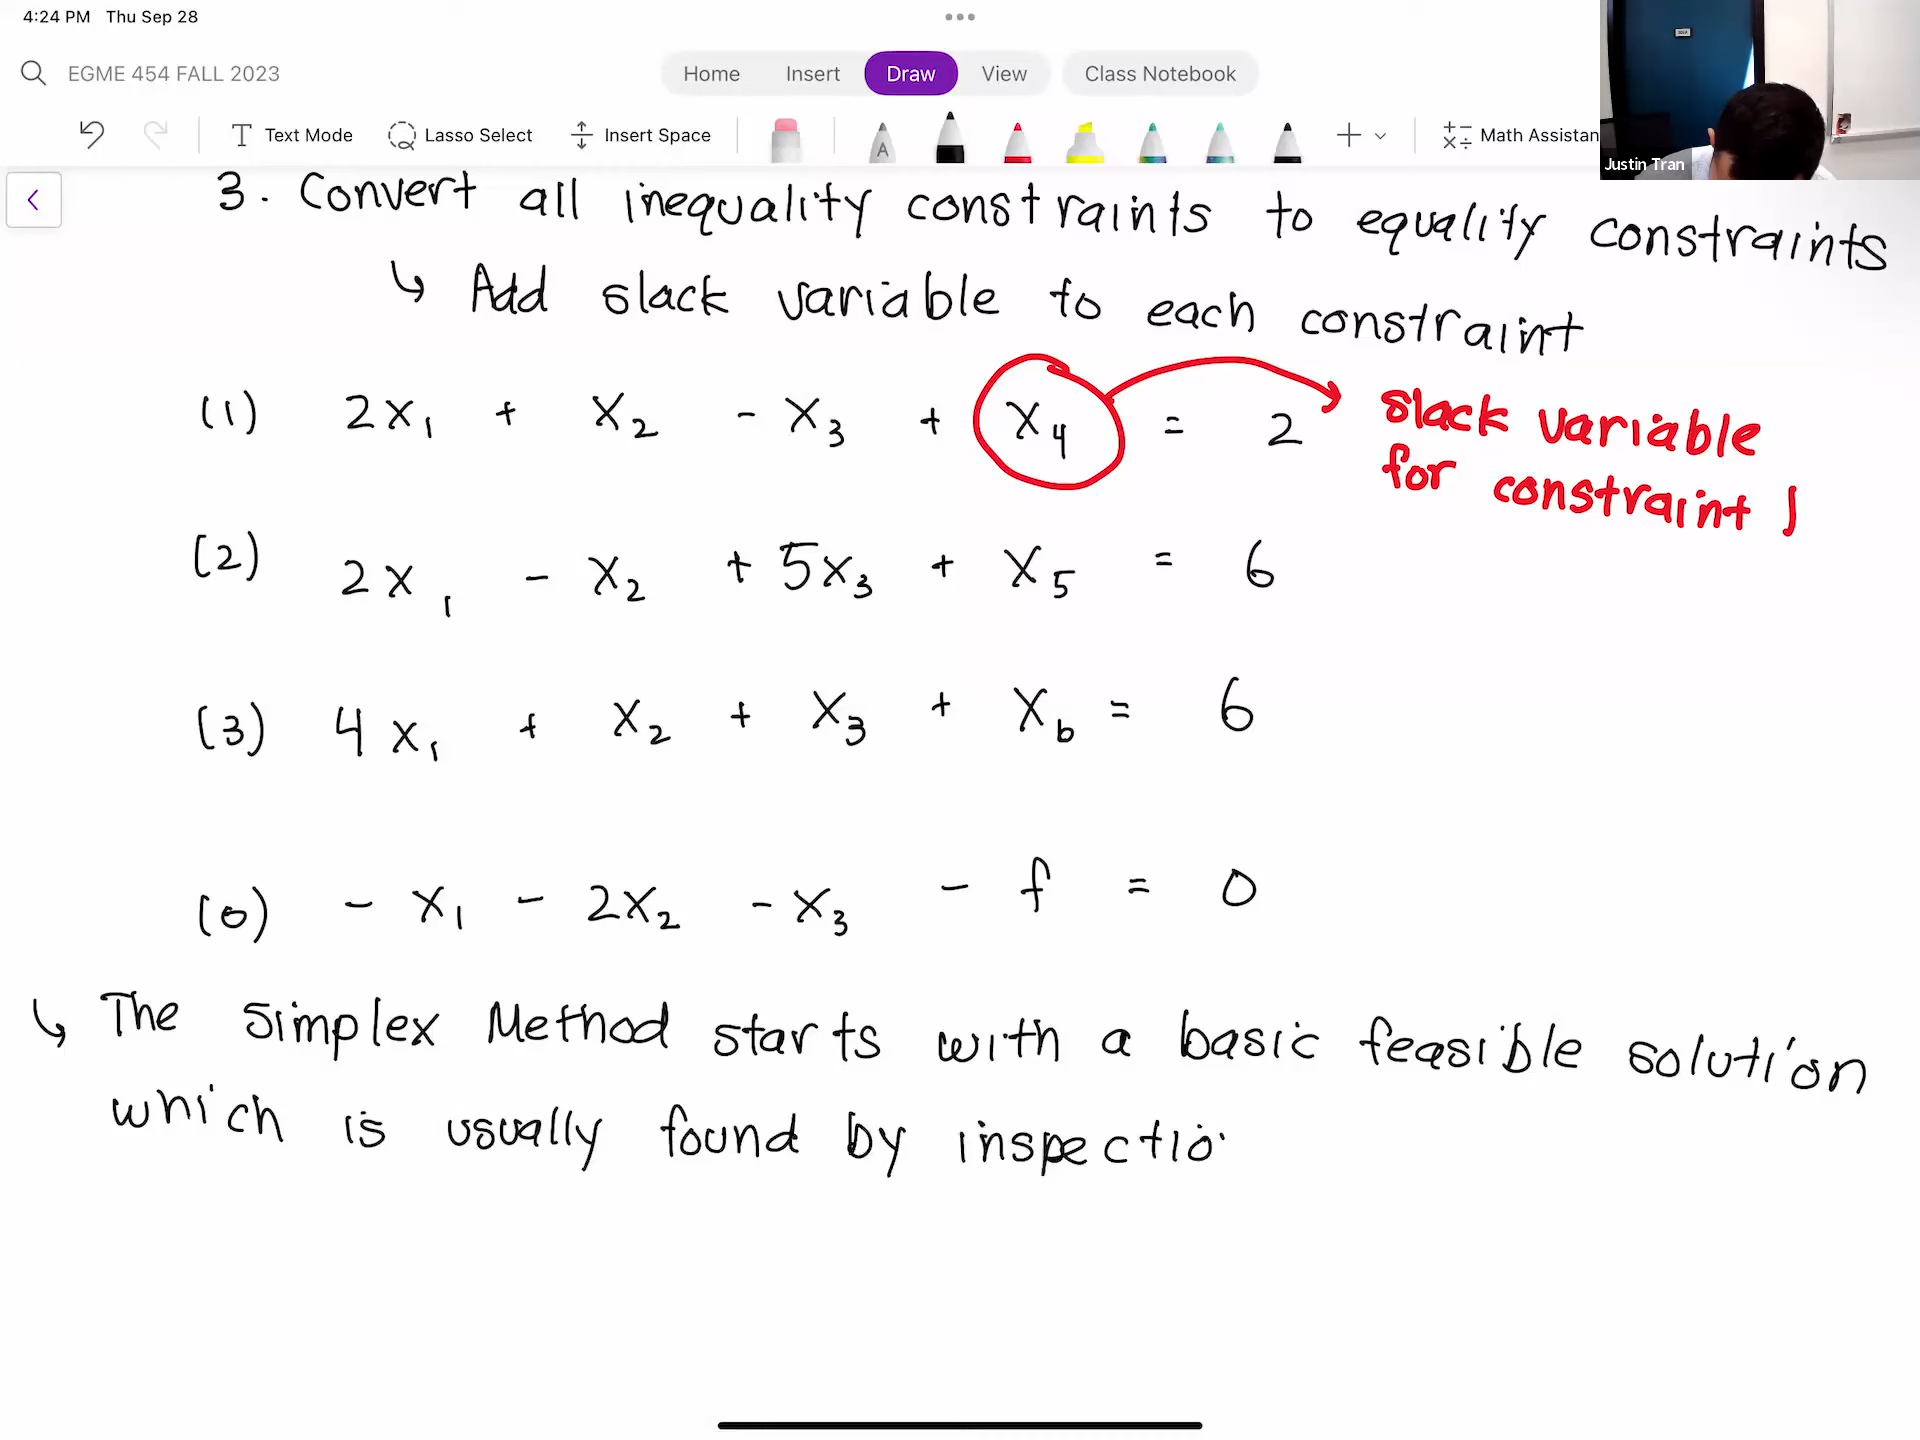 4:24 PM Thu Sep 28
EGME 454 FALL 2023
Home Insert Draw View Class Notebook
Text Mode Lasso Select Insert Space Math Assistan
Justin Tran
3. Convert all inequality constraints to equality constraints
↳ Add slack variable to each constraint
(1) 2x₁ + x₂ - x₃ + x₄ = 2
slack variable
for constraint 1
(2) 2x₁ - x₂ + 5x₃ + x₅ = 6
(3) 4x₁ + x₂ + x₃ + x₆ = 6
(0) - x₁ - 2x₂ - x₃ - f = 0
↳ The Simplex Method starts with a basic feasible solution
which is usually found by inspectio